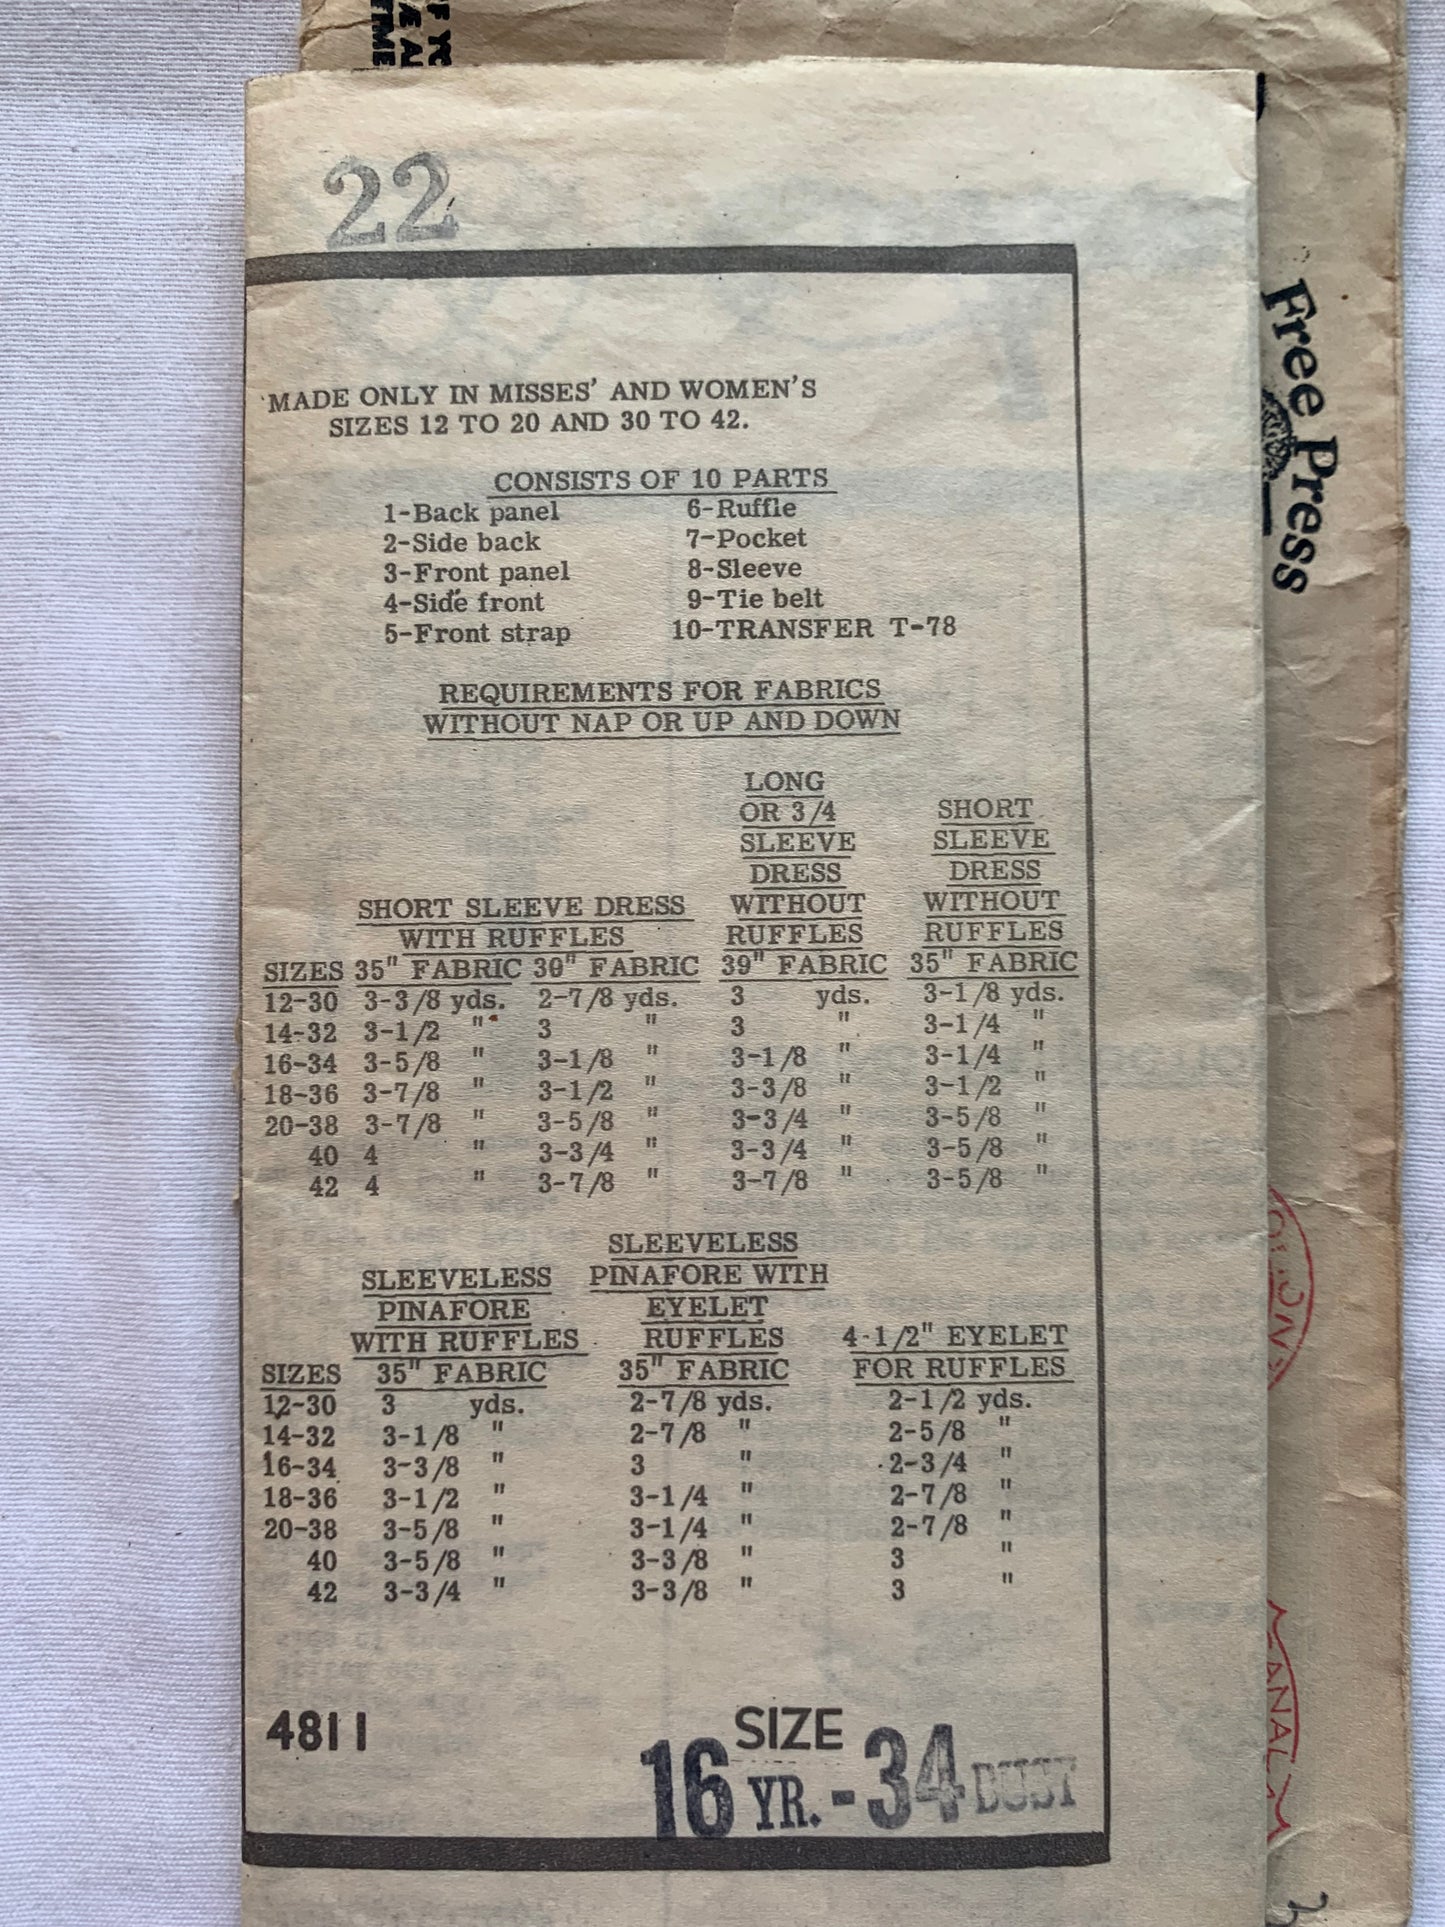 F YO
Æ AI
TIME
22
MADE ONLY IN MISSES' AND WOMEN'S
SIZES 12 TO 20 AND 30 TO 42.
CONSISTS OF 10 PARTS
1-Back panel 6-Ruffle
2-Side back 7-Pocket
3-Front panel 8-Sleeve
4-Side front 9-Tie belt
5-Front strap 10-TRANSFER T-78
REQUIREMENTS FOR FABRICS
WITHOUT NAP OR UP AND DOWN
LONG
OR 3/4 SHORT
SLEEVE SLEEVE
DRESS DRESS
SHORT SLEEVE DRESS WITHOUT WITHOUT
WITH RUFFLES RUFFLES RUFFLES
SIZES 35" FABRIC 39" FABRIC 39" FABRIC 35" FABRIC
12-30 3-3/8 yds. 2-7/8 yds. 3 yds. 3-1/8 yds.
14-32 3-1/2 " 3 " 3 " 3-1/4 "
16-34 3-5/8 " 3-1/8 " 3-1/8 " 3-1/4 "
18-36 3-7/8 " 3-1/2 " 3-3/8 " 3-1/2 "
20-38 3-7/8 " 3-5/8 " 3-3/4 " 3-5/8 "
40 4 " 3-3/4 " 3-3/4 " 3-5/8 "
42 4 " 3-7/8 " 3-7/8 " 3-5/8 "
SLEEVELESS
SLEEVELESS PINAFORE WITH
PINAFORE EYELET
WITH RUFFLES RUFFLES 4-1/2" EYELET
SIZES 35" FABRIC 35" FABRIC FOR RUFFLES
12-30 3 yds. 2-7/8 yds. 2-1/2 yds.
14-32 3-1/8 " 2-7/8 " 2-5/8 "
16-34 3-3/8 " 3 " 2-3/4 "
18-36 3-1/2 " 3-1/4 " 2-7/8 "
20-38 3-5/8 " 3-1/4 " 2-7/8 "
40 3-5/8 " 3-3/8 " 3 "
42 3-3/4 " 3-3/8 " 3 "
4811 SIZE
16 YR. - 34 BUST
Free Press
ANAL